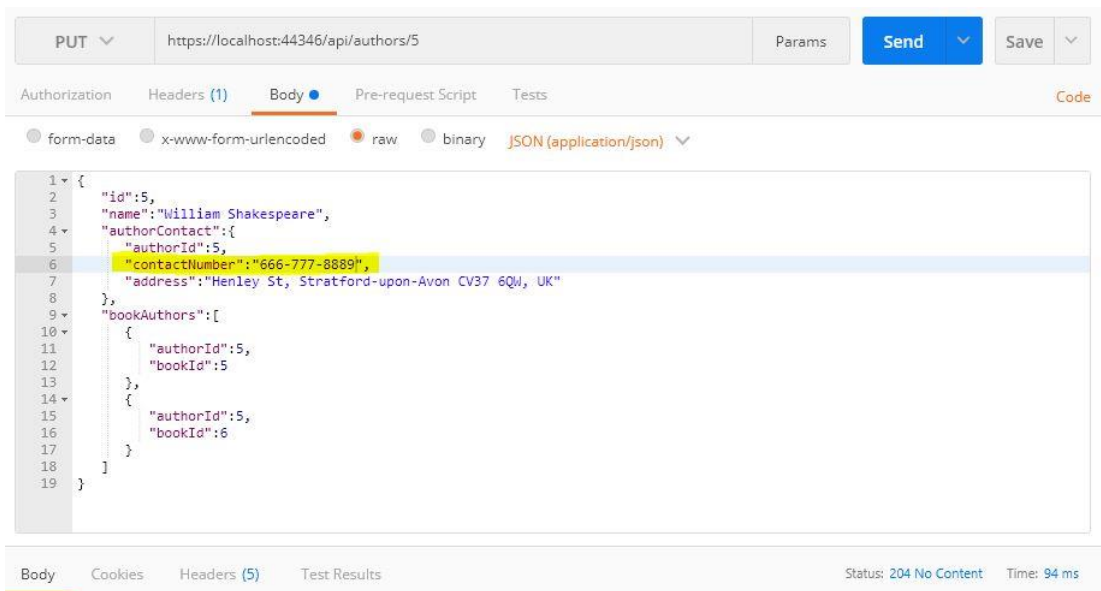 PUT https://localhost:44346/api/authors/5 Params Send Save
Authorization Headers (1) Body Pre-request Script Tests Code
form-data x-www-form-urlencoded raw binary JSON (application/json)
1 {
2 "id":5,
3 "name":"William Shakespeare",
4 "authorContact":{
5 "authorId":5,
6 "contactNumber":"666-777-8889",
7 "address":"Henley St, Stratford-upon-Avon CV37 6QW, UK"
8 },
9 "bookAuthors":[
10 {
11 "authorId":5,
12 "bookId":5
13 },
14 {
15 "authorId":5,
16 "bookId":6
17 }
18 ]
19 }
Body Cookies Headers (5) Test Results Status: 204 No Content Time: 94 ms